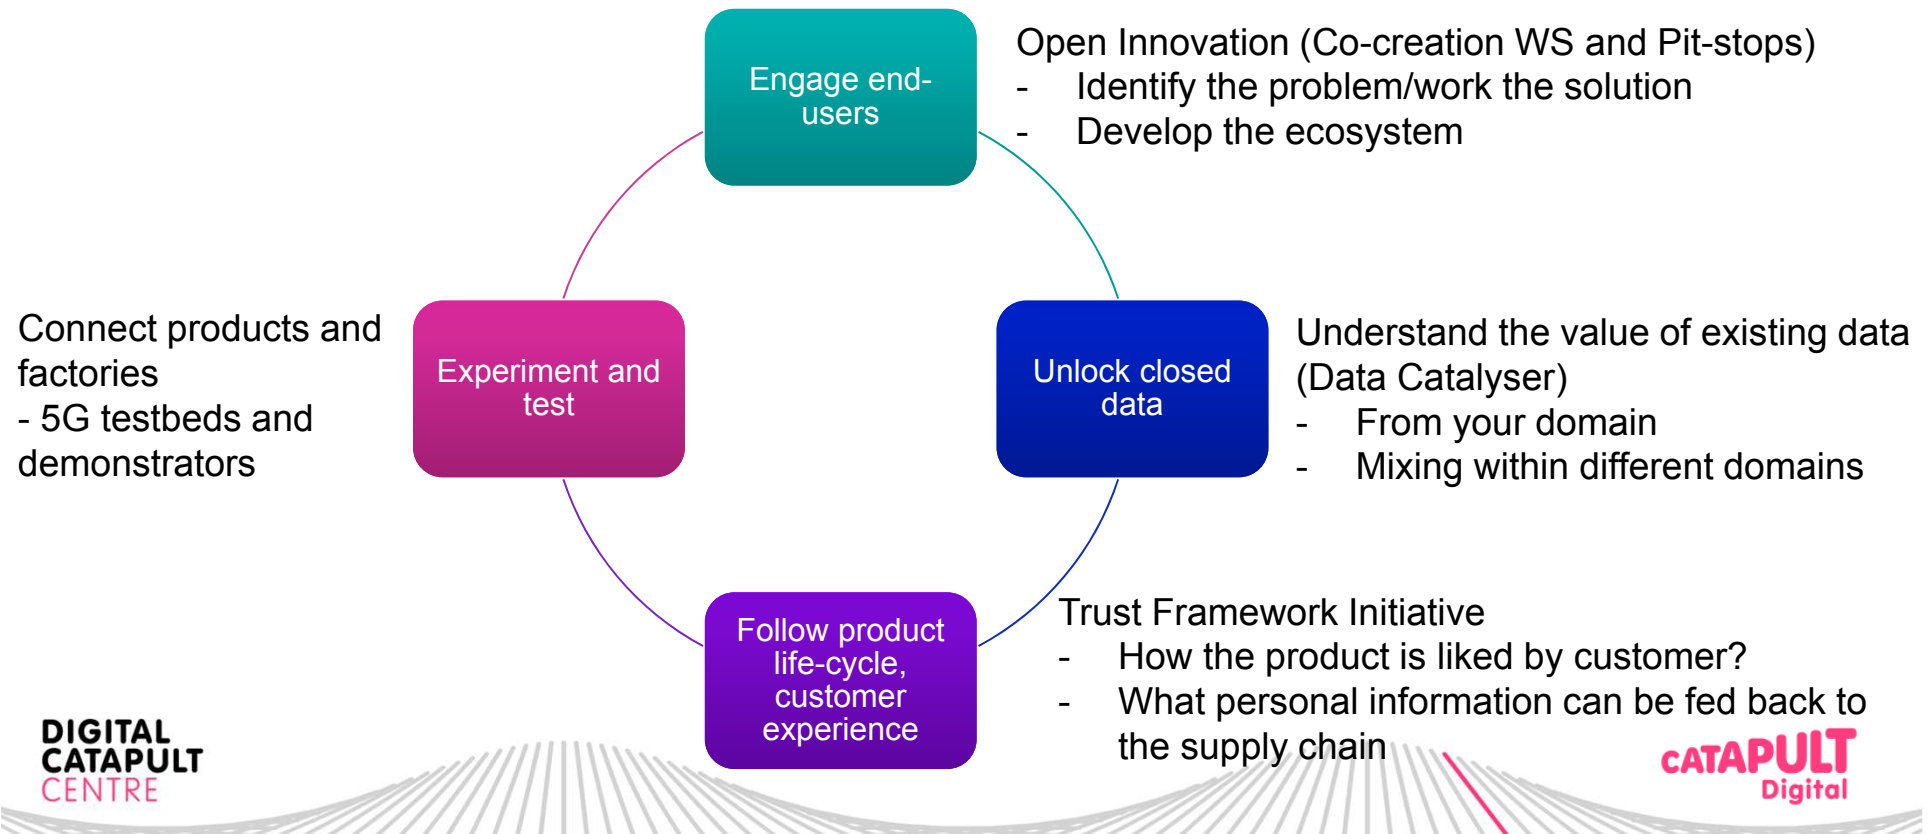 Engage end-
users
Open Innovation (Co-creation WS and Pit-stops)
- Identify the problem/work the solution
- Develop the ecosystem
Connect products and
factories
- 5G testbeds and
demonstrators
Experiment and
test
Unlock closed
data
Understand the value of existing data
(Data Catalyser)
- From your domain
- Mixing within different domains
Follow product
life-cycle,
customer
experience
Trust Framework Initiative
- How the product is liked by customer?
- What personal information can be fed back to
the supply chain
DIGITAL
CATAPULT
CENTRE
CATAPULT
Digital